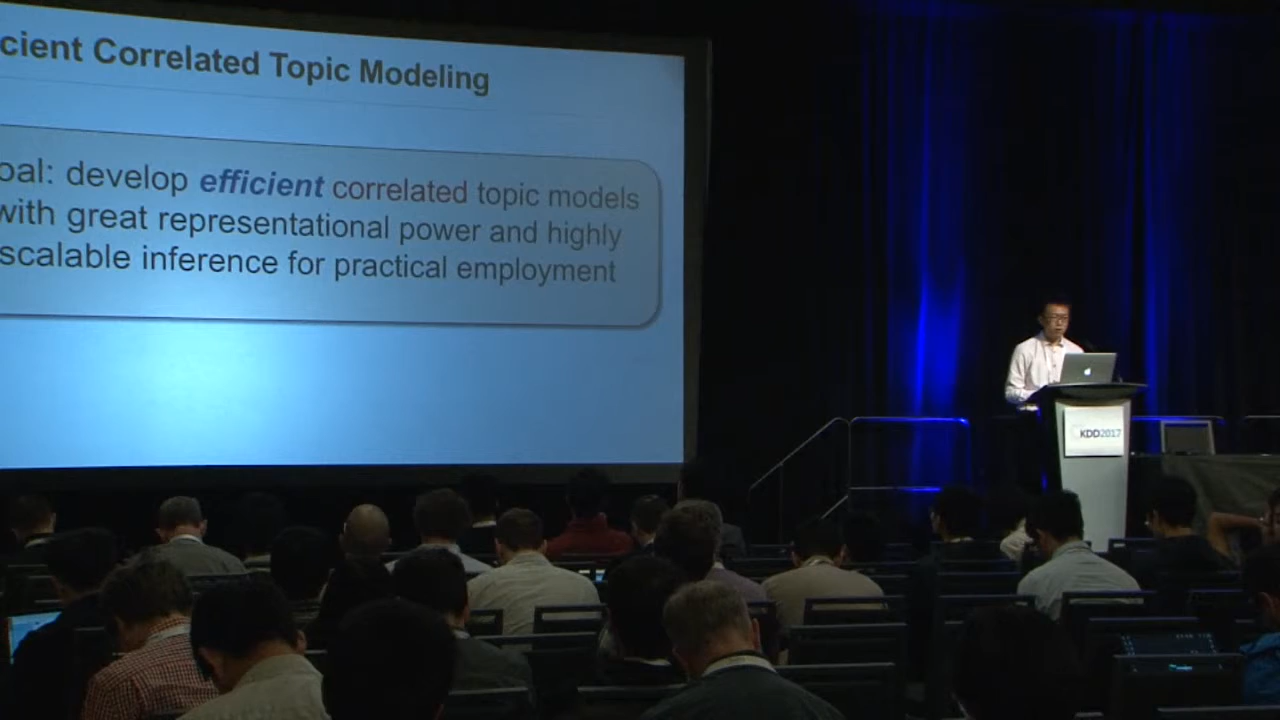 cient Correlated Topic Modeling
oal: develop efficient correlated topic models
with great representational power and highly
scalable inference for practical employment
KDD2017